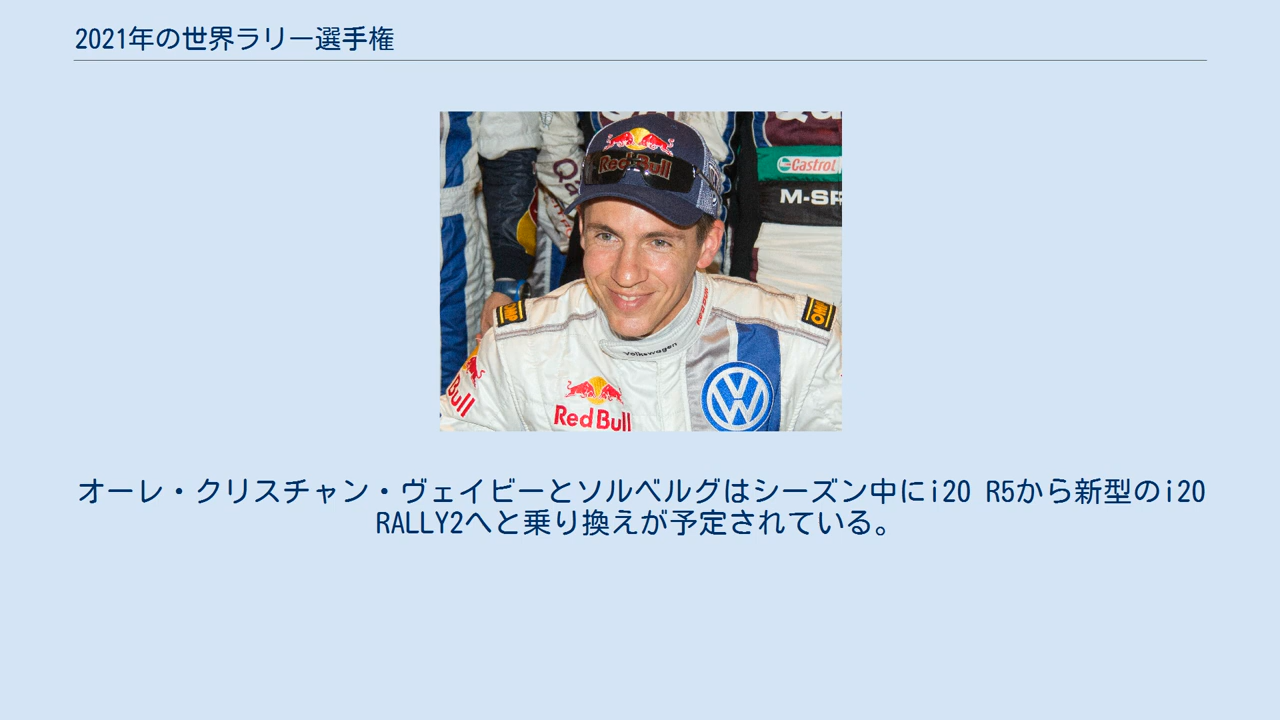 2021年の世界ラリー選手権
Red Bull
Castrol
M-SP
OMP
OMP
Volkswagen
Bull
Red Bull
オーレ・クリスチャン・ヴェイビーとソルベルグはシーズン中にi20 R5から新型のi20
RALLY2へと乗り換えが予定されている。